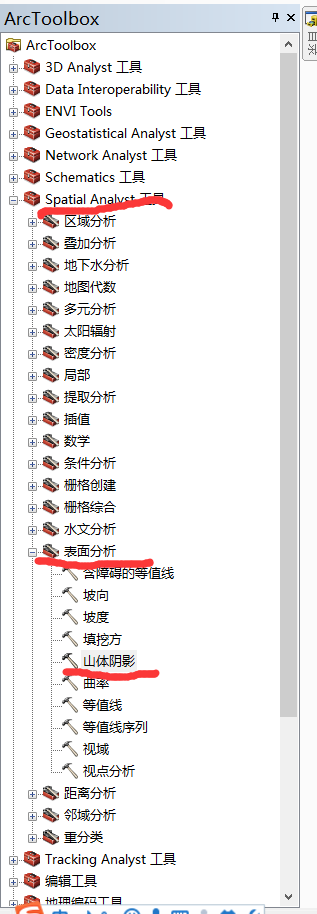 ArcToolbox
ArcToolbox
3D Analyst 工具
Data Interoperability 工具
ENVI Tools
Geostatistical Analyst 工具
Network Analyst 工具
Schematics 工具
Spatial Analyst 工具
区域分析
叠加分析
地下水分析
地图代数
多元分析
太阳辐射
密度分析
局部
提取分析
插值
数学
条件分析
栅格创建
栅格综合
水文分析
表面分析
含障碍的等值线
坡向
坡度
填挖方
山体阴影
曲率
等值线
等值线序列
视域
视点分析
距离分析
邻域分析
重分类
Tracking Analyst 工具
编辑工具
地理编码工具